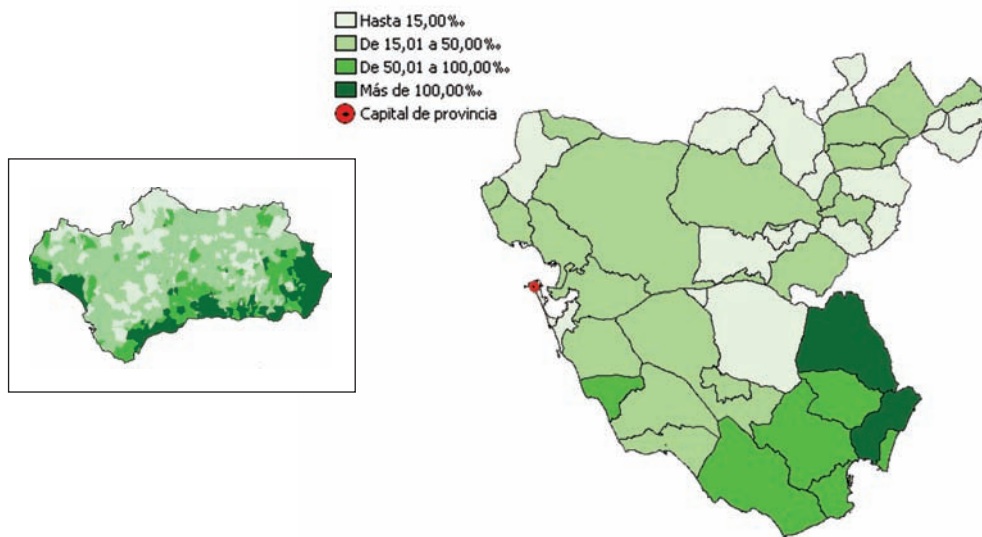 Hasta 15,00‰
De 15,01 a 50,00‰
De 50,01 a 100,00‰
Más de 100,00‰
Capital de provincia